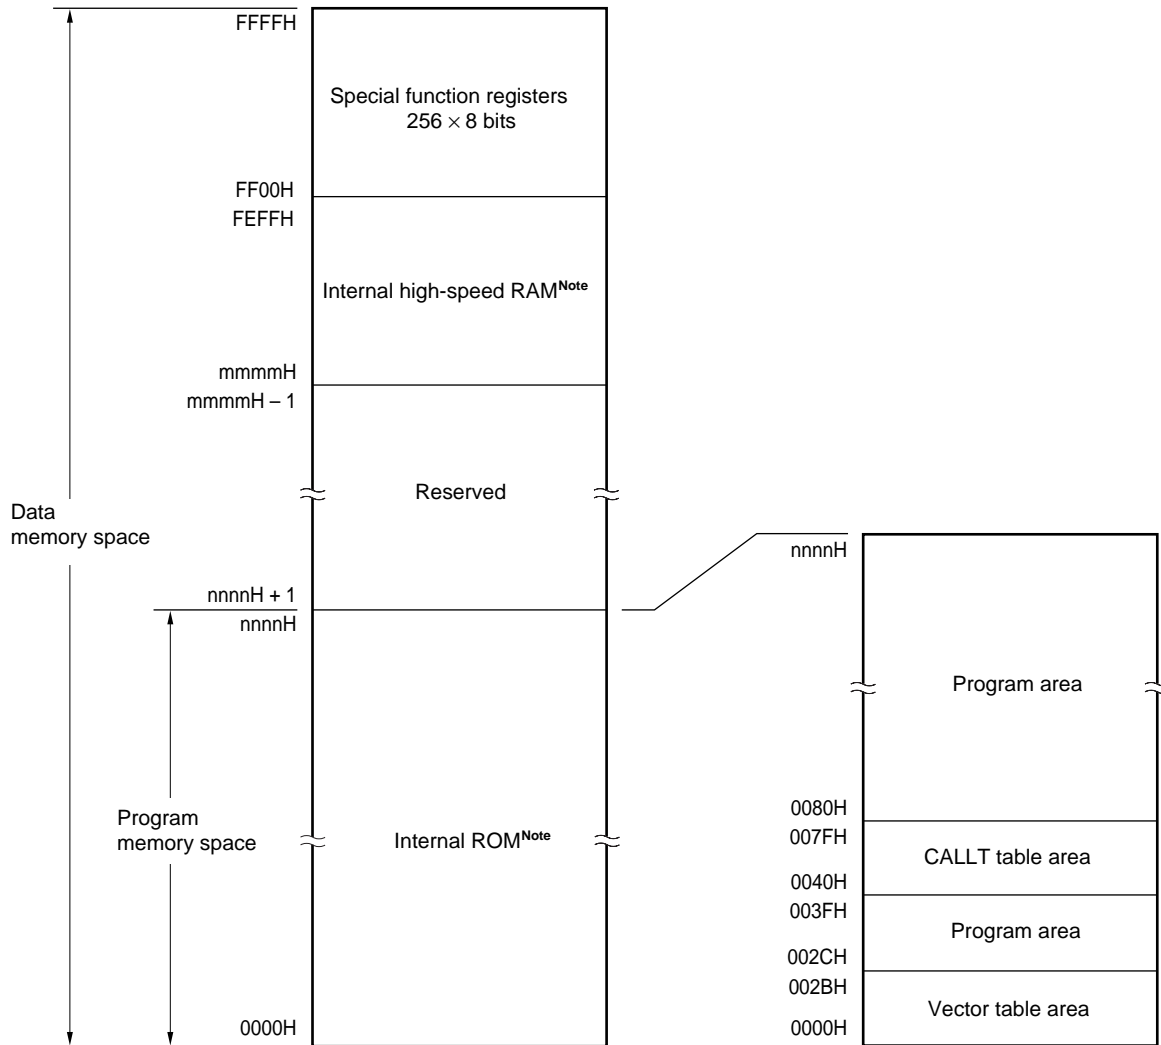 FFFFH
Special function registers
256 × 8 bits
FF00H
FEFFH
Internal high-speed RAMNote
mmmmH
mmmmH – 1
Reserved
Data
memory space
nnnnH + 1
nnnnH
Program
memory space
Internal ROMNote
0000H
nnnnH
Program area
0080H
007FH
CALLT table area
0040H
003FH
Program area
002CH
002BH
Vector table area
0000H